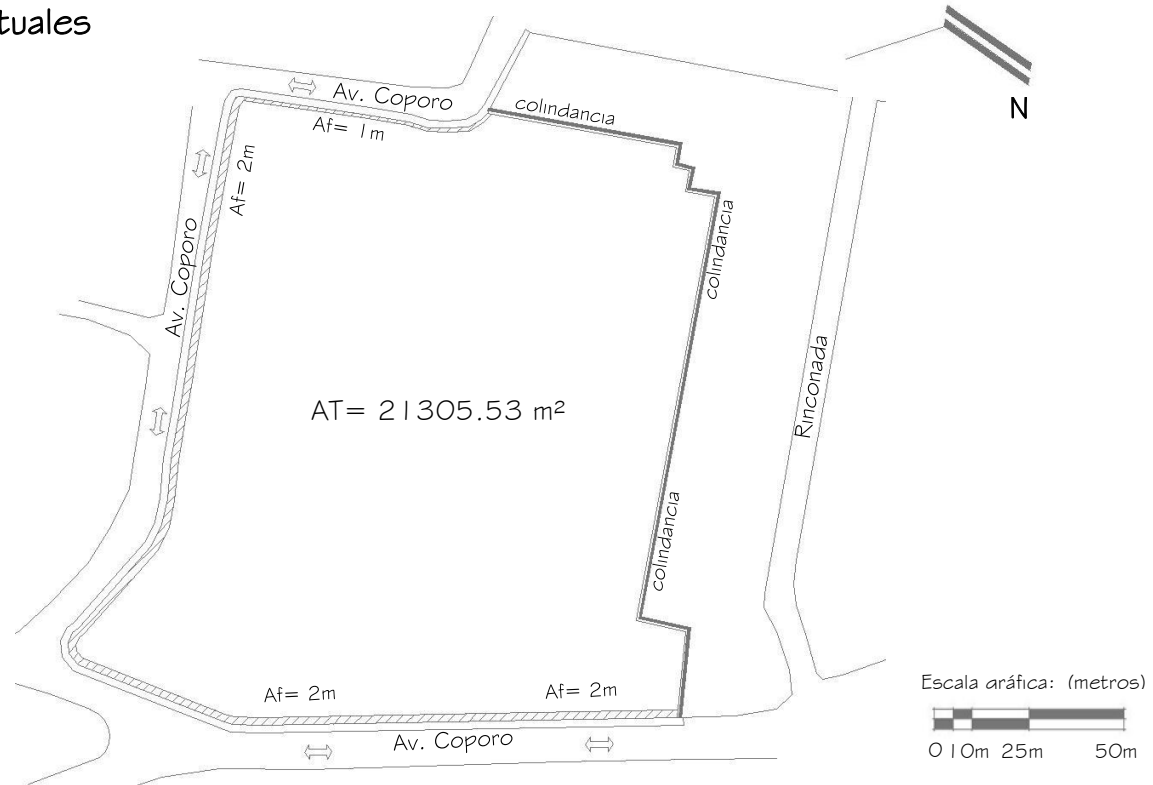 tuales
N
Av. Coporo
colindancia
Af= 1m
Af= 2m
Av. Coporo
colindancia
AT= 21305.53 m²
Rinconada
colindancia
Af= 2m
Af= 2m
Av. Coporo
Escala gráfica: (metros)
0 10m 25m 50m